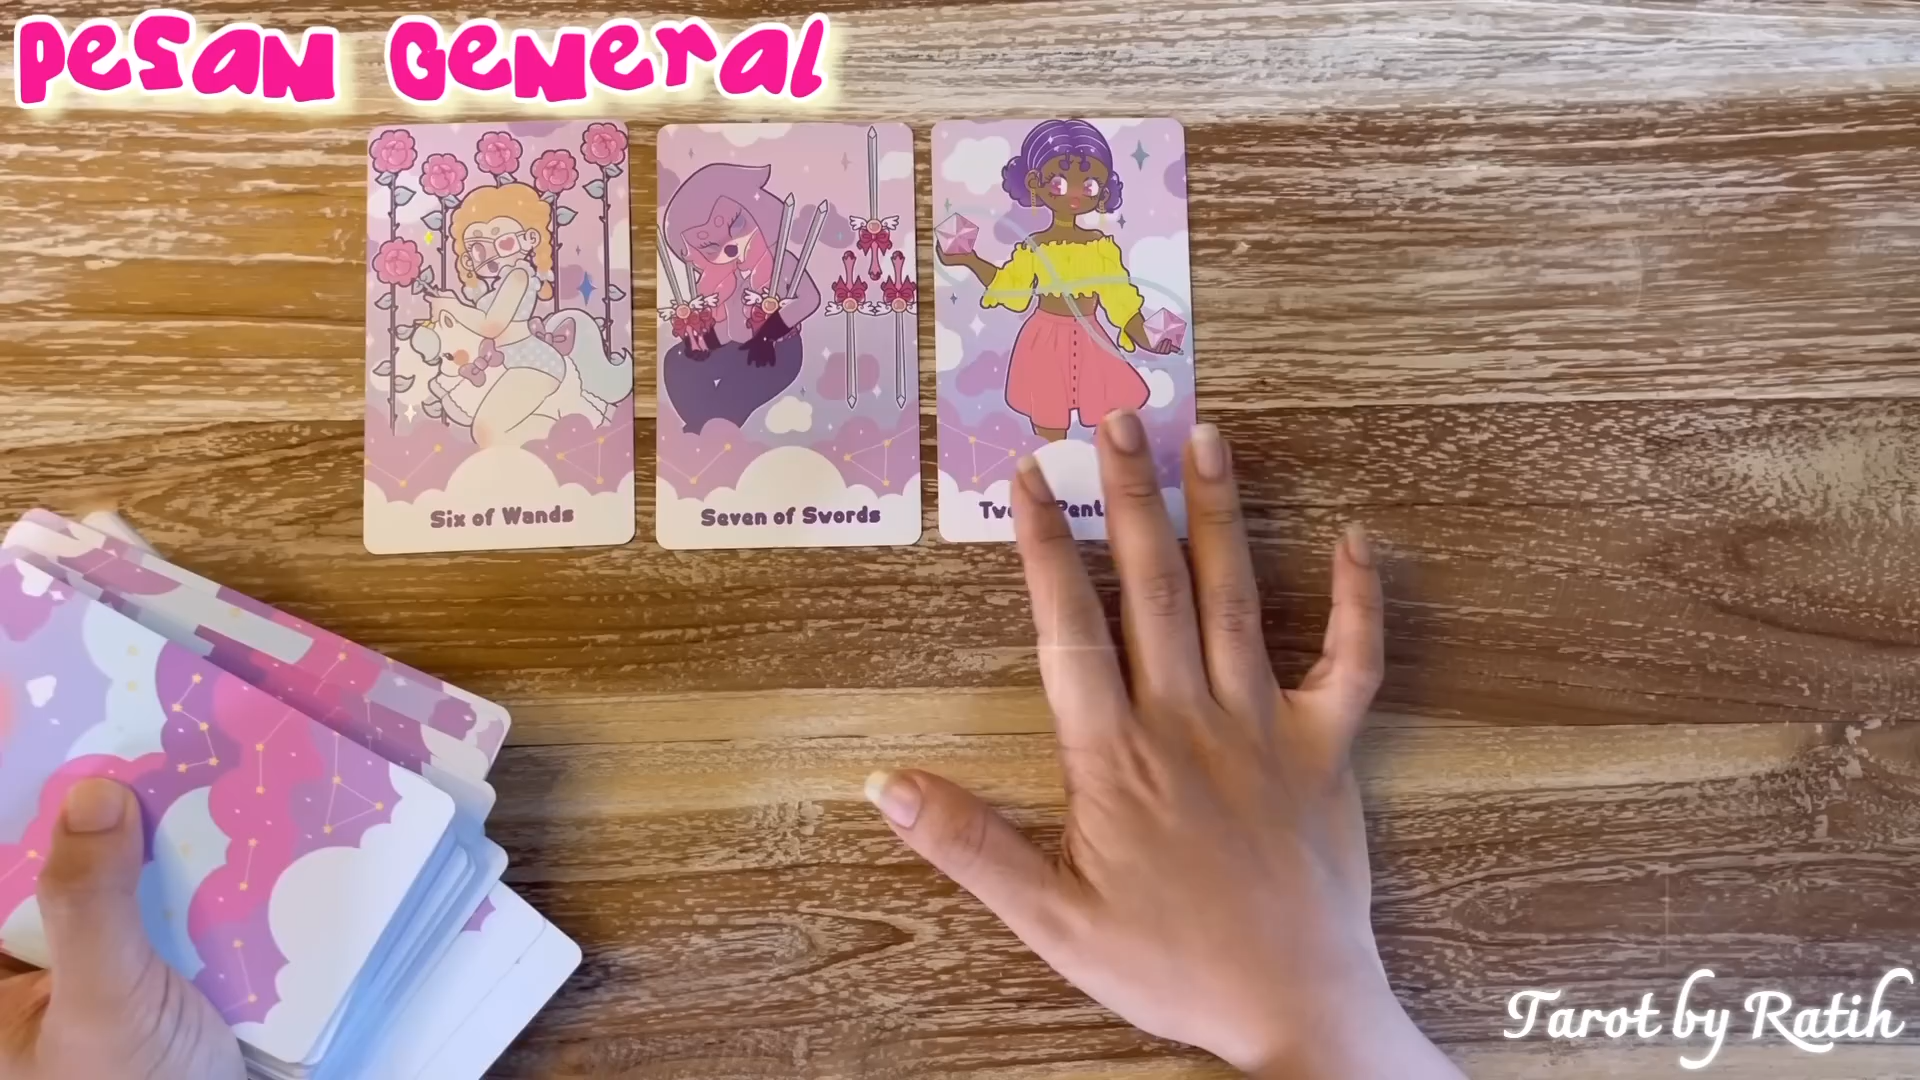 Pesan General
Six of Wands
Seven of Swords
Tarot by Ratih